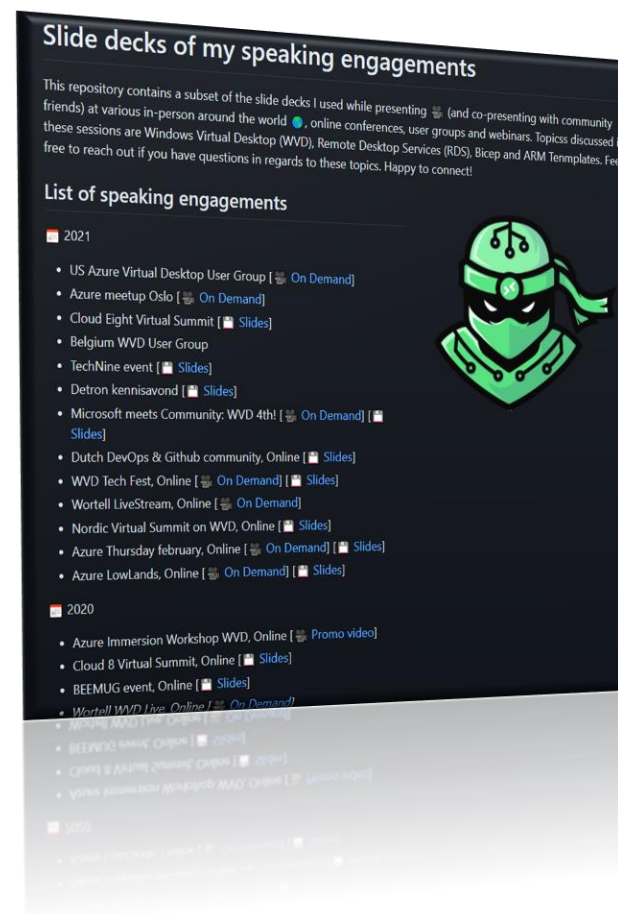 Slide decks of my speaking engagements
This repository contains a subset of the slide decks I used while presenting 🎥 (and co-presenting with community
friends) at various in-person around the world 🌏, online conferences, user groups and webinars. Topicss discussed i
these sessions are Windows Virtual Desktop (WVD), Remote Desktop Services (RDS), Bicep and ARM Tenmplates. Fee
free to reach out if you have questions in regards to these topics. Happy to connect!
List of speaking engagements
📅 2021
• US Azure Virtual Desktop User Group [🎥 On Demand]
• Azure meetup Oslo [🎥 On Demand]
• Cloud Eight Virtual Summit [💾 Slides]
• Belgium WVD User Group
• TechNine event [💾 Slides]
• Detron kennisavond [💾 Slides]
• Microsoft meets Community: WVD 4th! [🎥 On Demand] [💾
Slides]
• Dutch DevOps & Github community, Online [💾 Slides]
• WVD Tech Fest, Online [🎥 On Demand] [💾 Slides]
• Wortell LiveStream, Online [🎥 On Demand]
• Nordic Virtual Summit on WVD, Online [💾 Slides]
• Azure Thursday february, Online [🎥 On Demand] [💾 Slides]
• Azure LowLands, Online [🎥 On Demand] [💾 Slides]
📅 2020
• Azure Immersion Workshop WVD, Online [🎥 Promo video]
• Cloud 8 Virtual Summit, Online [💾 Slides]
• BEEMUG event, Online [💾 Slides]
• Wortell WVD Live, Online [🎥 On Demand]